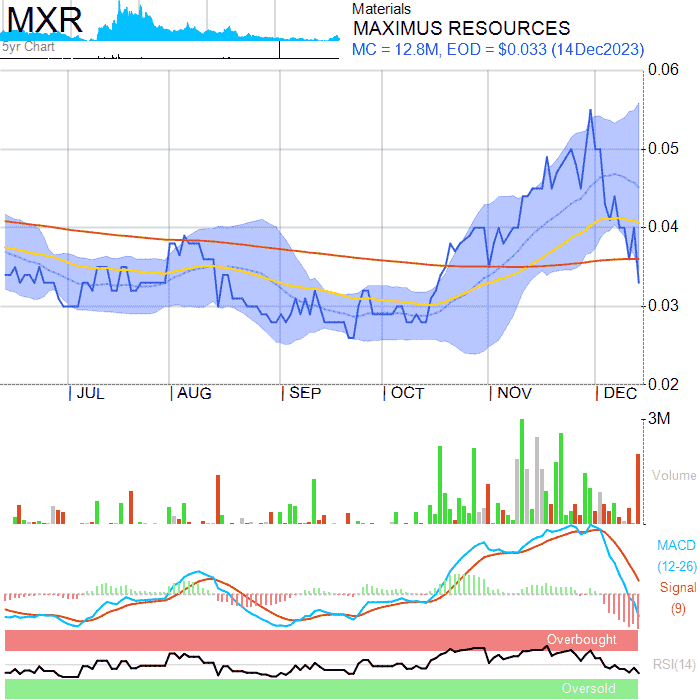 MXR
5yr Chart
Materials
MAXIMUS RESOURCES
MC = 12.8M, EOD = $0.033 (14Dec2023)
0.06
0.05
0.04
0.03
0.02
JUL AUG SEP OCT NOV DEC
3M
Volume
MACD
(12-26)
Signal
(9)
Overbought
RSI(14)
Oversold